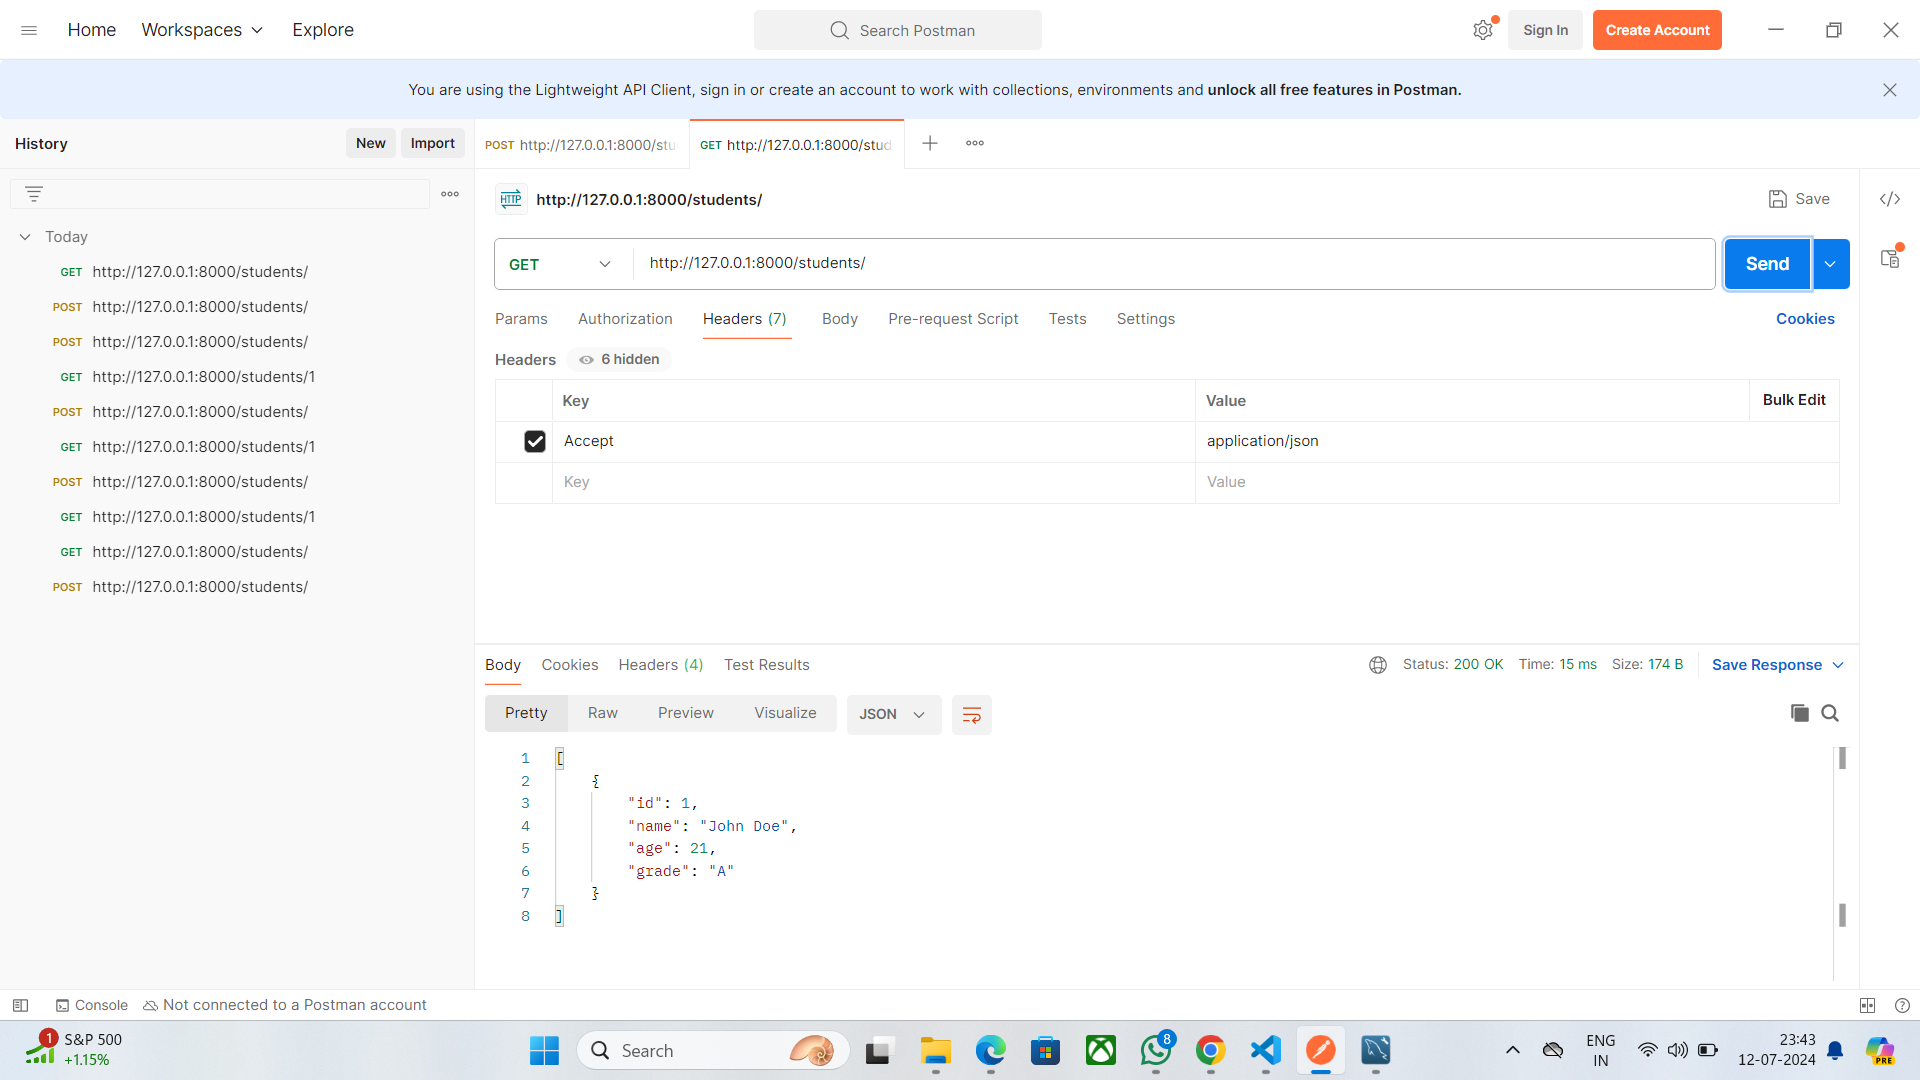 Home Workspaces Explore Search Postman Sign In Create Account
You are using the Lightweight API Client, sign in or create an account to work with collections, environments and unlock all free features in Postman.
History New Import
POST http://127.0.0.1:8000/stu GET http://127.0.0.1:8000/stud
HTTP http://127.0.0.1:8000/students/ Save
Today
GET http://127.0.0.1:8000/students/
POST http://127.0.0.1:8000/students/
POST http://127.0.0.1:8000/students/
GET http://127.0.0.1:8000/students/1
POST http://127.0.0.1:8000/students/
GET http://127.0.0.1:8000/students/1
POST http://127.0.0.1:8000/students/
GET http://127.0.0.1:8000/students/1
GET http://127.0.0.1:8000/students/
POST http://127.0.0.1:8000/students/
GET http://127.0.0.1:8000/students/ Send
Params Authorization Headers (7) Body Pre-request Script Tests Settings Cookies
Headers 6 hidden
Key Value Bulk Edit
Accept application/json
Key Value
Body Cookies Headers (4) Test Results Status: 200 OK Time: 15 ms Size: 174 B Save Response
Pretty Raw Preview Visualize JSON
1 [
2 {
3 "id": 1,
4 "name": "John Doe",
5 "age": 21,
6 "grade": "A"
7 }
8 ]
Console Not connected to a Postman account
1 S&P 500
+1.15%
Search
8
PRE
ENG
IN
23:43
12-07-2024